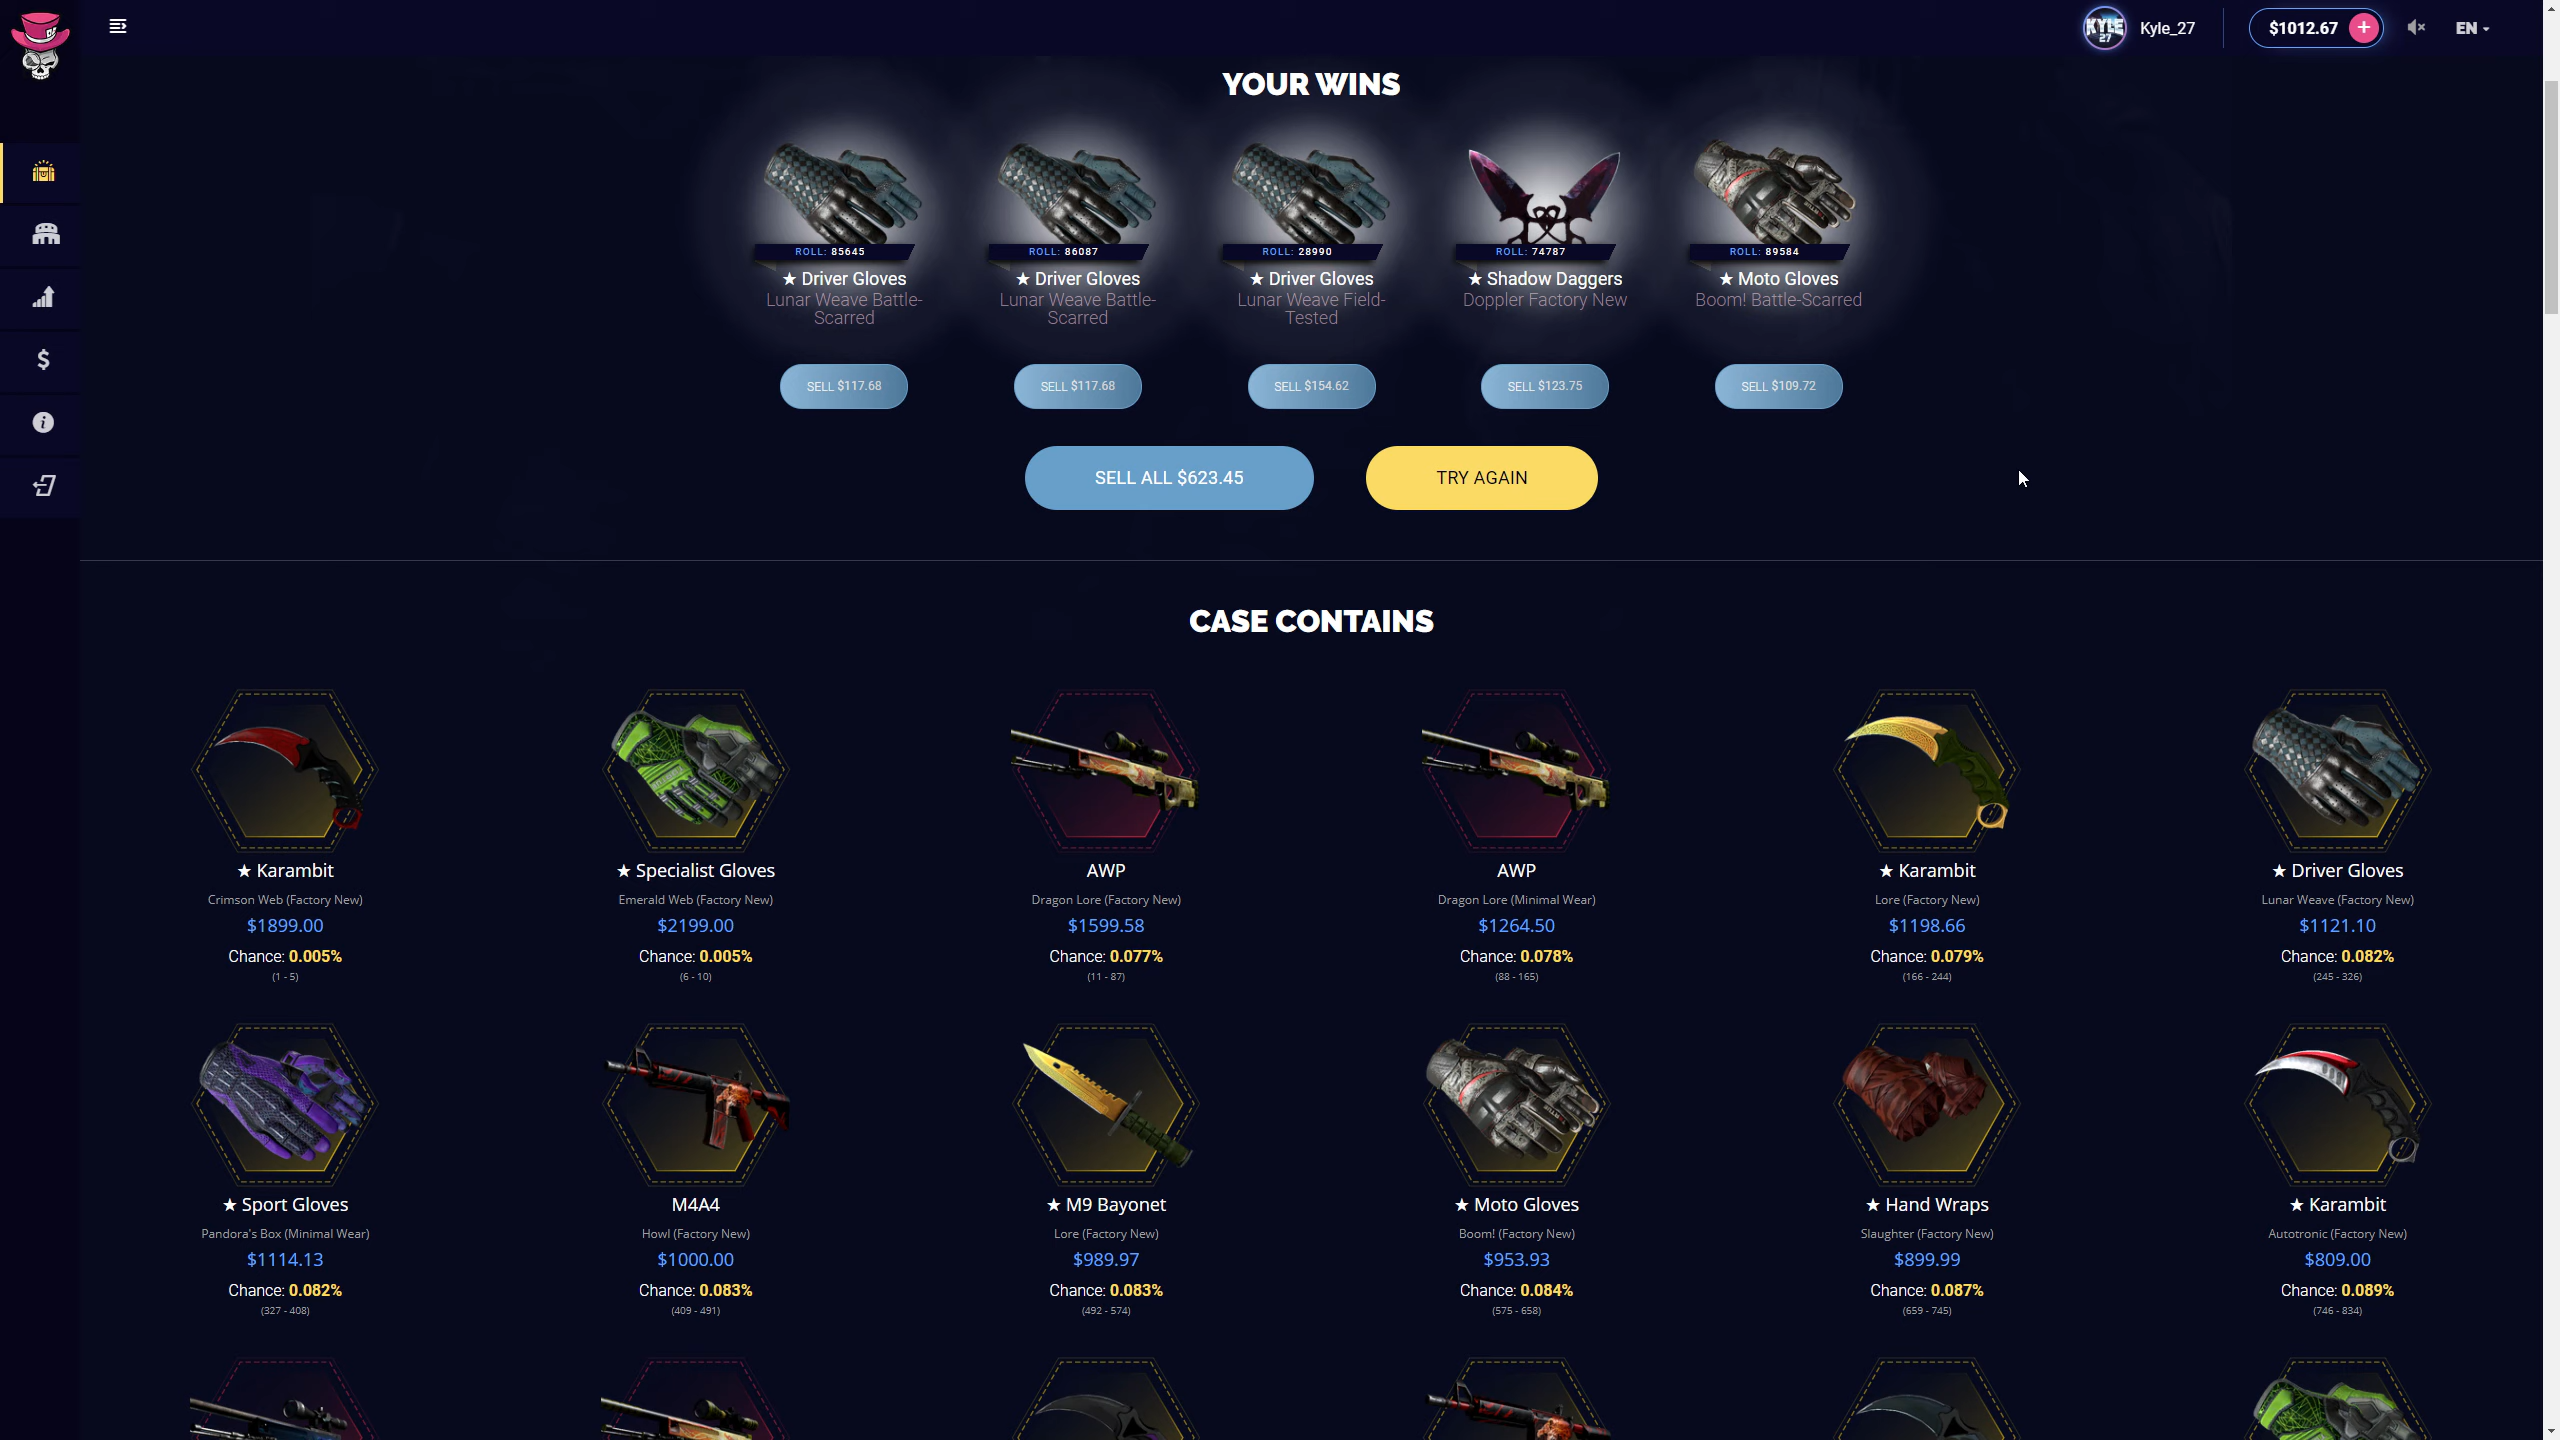 Kyle_27
$1012.67
EN
YOUR WINS
ROLL: 85645
★ Driver Gloves
Lunar Weave Battle-
Scarred
SELL $117.68
ROLL: 86087
★ Driver Gloves
Lunar Weave Battle-
Scarred
SELL $117.68
ROLL: 28990
★ Driver Gloves
Lunar Weave Field-
Tested
SELL $154.62
ROLL: 74787
★ Shadow Daggers
Doppler Factory New
SELL $123.75
ROLL: 89584
★ Moto Gloves
Boom! Battle-Scarred
SELL $109.72
SELL ALL $623.45
TRY AGAIN
CASE CONTAINS
★ Karambit
Crimson Web (Factory New)
$1899.00
Chance: 0.005%
(1 - 5)
★ Specialist Gloves
Emerald Web (Factory New)
$2199.00
Chance: 0.005%
(6 - 10)
AWP
Dragon Lore (Factory New)
$1599.58
Chance: 0.077%
(11 - 87)
AWP
Dragon Lore (Minimal Wear)
$1264.50
Chance: 0.078%
(88 - 165)
★ Karambit
Lore (Factory New)
$1198.66
Chance: 0.079%
(166 - 244)
★ Driver Gloves
Lunar Weave (Factory New)
$1121.10
Chance: 0.082%
(245 - 326)
★ Sport Gloves
Pandora's Box (Minimal Wear)
$1114.13
Chance: 0.082%
(327 - 408)
M4A4
Howl (Factory New)
$1000.00
Chance: 0.083%
(409 - 491)
★ M9 Bayonet
Lore (Factory New)
$989.97
Chance: 0.083%
(492 - 574)
★ Moto Gloves
Boom! (Factory New)
$953.93
Chance: 0.084%
(575 - 658)
★ Hand Wraps
Slaughter (Factory New)
$899.99
Chance: 0.087%
(659 - 745)
★ Karambit
Autotronic (Factory New)
$809.00
Chance: 0.089%
(746 - 834)
KYLE
27